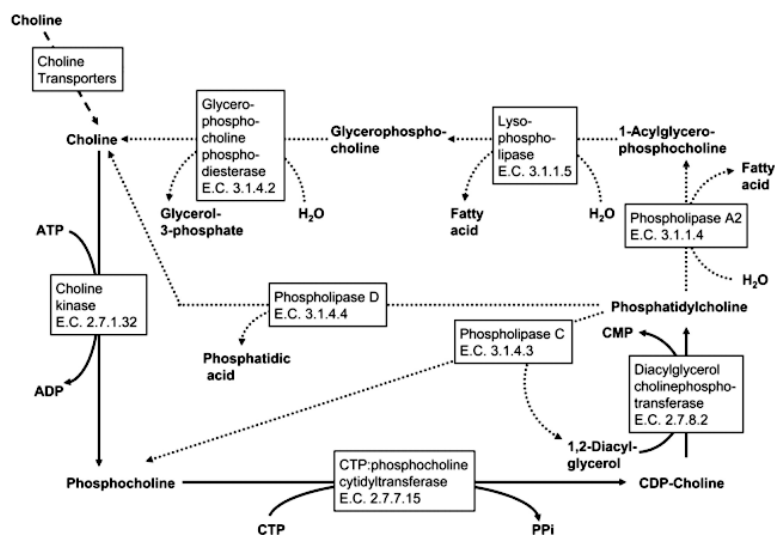 Choline
Choline
Transporters
Choline
Glycero-
phospho-
choline
phospho-
diesterase
E.C. 3.1.4.2
Glycerophospho-
choline
Lyso-
phospho-
lipase
E.C. 3.1.1.5
1-Acylglycero-
phosphocholine
Fatty
acid
Glycerol-
3-phosphate
H₂O
Fatty
acid
H₂O
Phospholipase A2
E.C. 3.1.1.4
H₂O
ATP
Choline
kinase
E.C. 2.7.1.32
ADP
Phospholipase D
E.C. 3.1.4.4
Phosphatidic
acid
Phosphatidylcholine
Phospholipase C
E.C. 3.1.4.3
CMP
Diacylglycerol
cholinephospho-
transferase
E.C. 2.7.8.2
1,2-Diacyl-
glycerol
Phosphocholine
CTP:phosphocholine
cytidyltransferase
E.C. 2.7.7.15
CDP-Choline
CTP
PPi